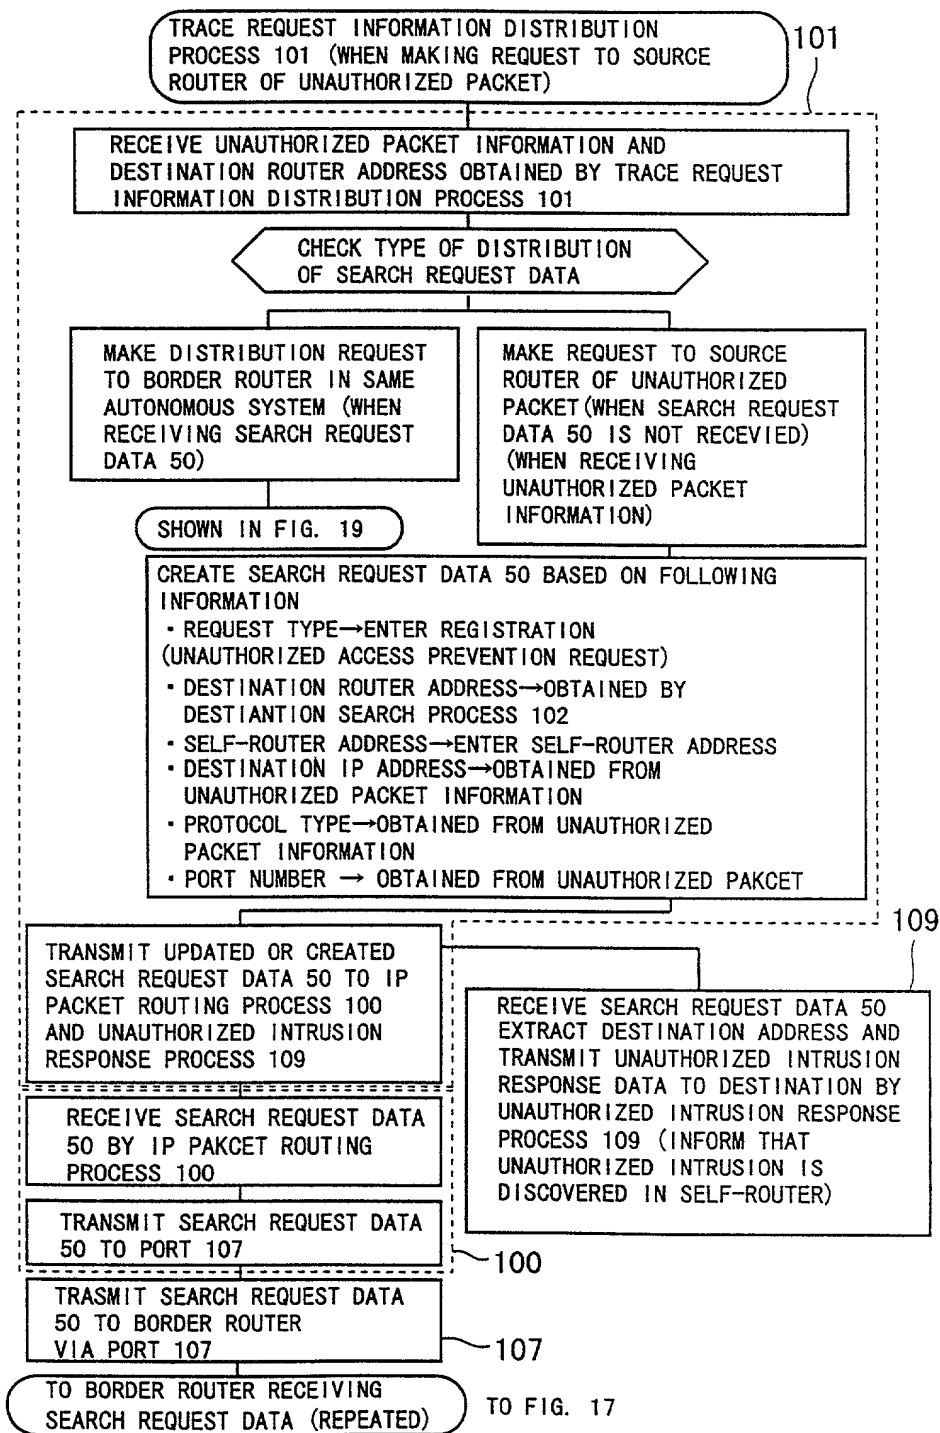 TRACE REQUEST INFORMATION DISTRIBUTION
PROCESS 101 (WHEN MAKING REQUEST TO SOURCE
ROUTER OF UNAUTHORIZED PACKET)
101
RECEIVE UNAUTHORIZED PACKET INFORMATION AND
DESTINATION ROUTER ADDRESS OBTAINED BY TRACE REQUEST
INFORMATION DISTRIBUTION PROCESS 101
CHECK TYPE OF DISTRIBUTION
OF SEARCH REQUEST DATA
MAKE DISTRIBUTION REQUEST
TO BORDER ROUTER IN SAME
AUTONOMOUS SYSTEM (WHEN
RECEIVING SEARCH REQUEST
DATA 50)
SHOWN IN FIG. 19
MAKE REQUEST TO SOURCE
ROUTER OF UNAUTHORIZED
PACKET(WHEN SEARCH REQUEST
DATA 50 IS NOT RECEVIED)
(WHEN RECEIVING
UNAUTHORIZED PACKET
INFORMATION)
CREATE SEARCH REQUEST DATA 50 BASED ON FOLLOWING
INFORMATION
・REQUEST TYPE→ENTER REGISTRATION
(UNAUTHORIZED ACCESS PREVENTION REQUEST)
・DESTINATION ROUTER ADDRESS→OBTAINED BY
DESTIANTION SEARCH PROCESS 102
・SELF-ROUTER ADDRESS→ENTER SELF-ROUTER ADDRESS
・DESTINATION IP ADDRESS→OBTAINED FROM
UNAUTHORIZED PACKET INFORMATION
・PROTOCOL TYPE→OBTAINED FROM UNAUTHORIZED
PACKET INFORMATION
・PORT NUMBER → OBTAINED FROM UNAUTHORIZED PAKCET
TRANSMIT UPDATED OR CREATED
SEARCH REQUEST DATA 50 TO IP
PACKET ROUTING PROCESS 100
AND UNAUTHORIZED INTRUSION
RESPONSE PROCESS 109
109
RECEIVE SEARCH REQUEST DATA 50
EXTRACT DESTINATION ADDRESS AND
TRANSMIT UNAUTHORIZED INTRUSION
RESPONSE DATA TO DESTINATION BY
UNAUTHORIZED INTRUSION RESPONSE
PROCESS 109 (INFORM THAT
UNAUTHORIZED INTRUSION IS
DISCOVERED IN SELF-ROUTER)
RECEIVE SEARCH REQUEST DATA
50 BY IP PAKCET ROUTING
PROCESS 100
TRANSMIT SEARCH REQUEST DATA
50 TO PORT 107
100
TRASMIT SEARCH REQUEST DATA
50 TO BORDER ROUTER
VIA PORT 107
107
TO BORDER ROUTER RECEIVING
SEARCH REQUEST DATA (REPEATED)
TO FIG. 17